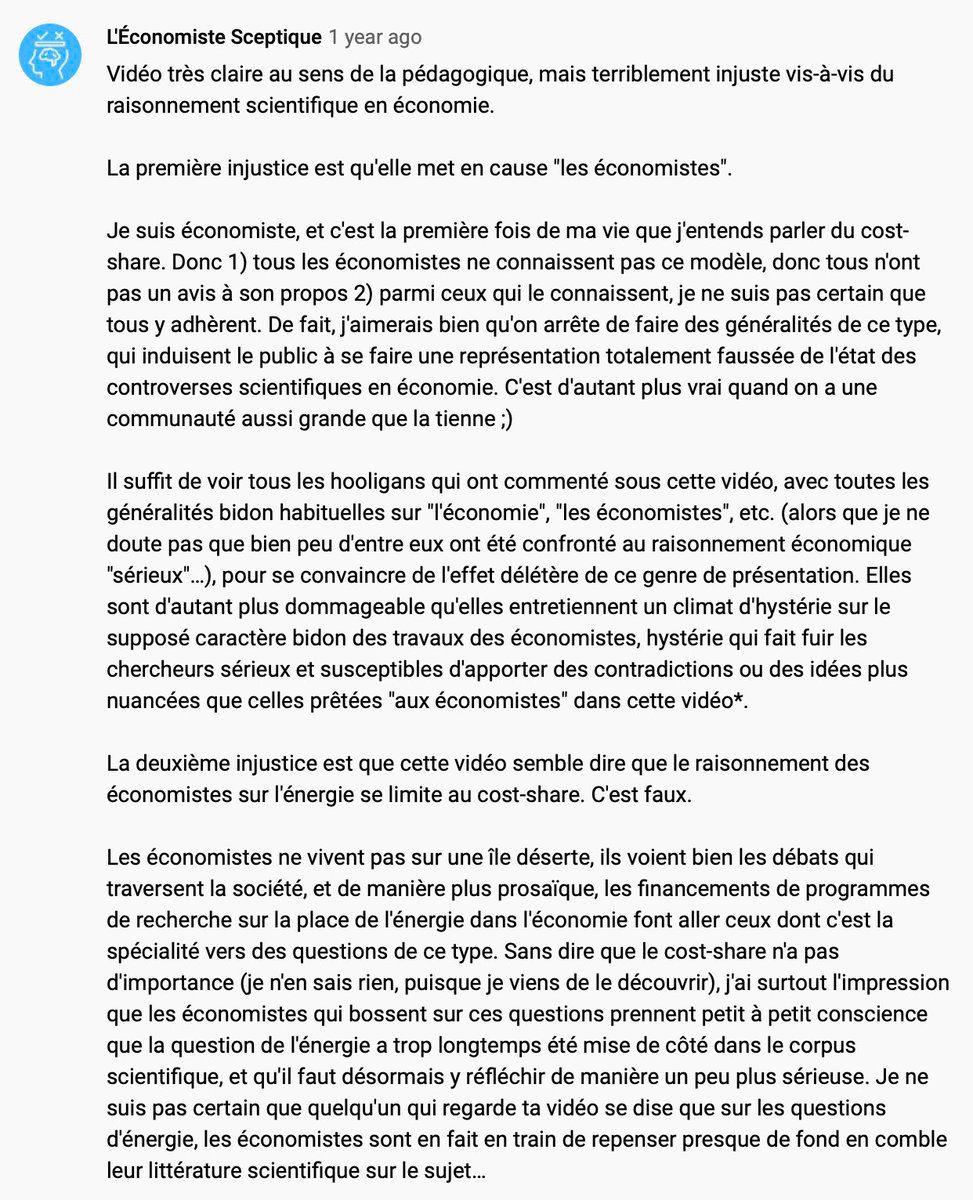 L'Économiste Sceptique 1 year ago
Vidéo très claire au sens de la pédagogique, mais terriblement injuste vis-à-vis du
raisonnement scientifique en économie.
La première injustice est qu'elle met en cause "les économistes".
Je suis économiste, et c'est la première fois de ma vie que j'entends parler du cost-
share. Donc 1) tous les économistes ne connaissent pas ce modèle, donc tous n'ont
pas un avis à son propos 2) parmi ceux qui le connaissent, je ne suis pas certain que
tous y adhèrent. De fait, j'aimerais bien qu'on arrête de faire des généralités de ce type,
qui induisent le public à se faire une représentation totalement faussée de l'état des
controverses scientifiques en économie. C'est d'autant plus vrai quand on a une
communauté aussi grande que la tienne ;)
Il suffit de voir tous les hooligans qui ont commenté sous cette vidéo, avec toutes les
généralités bidon habituelles sur "l'économie", "les économistes", etc. (alors que je ne
doute pas que bien peu d'entre eux ont été confronté au raisonnement économique
"sérieux"…), pour se convaincre de l'effet délétère de ce genre de présentation. Elles
sont d'autant plus dommageable qu'elles entretiennent un climat d'hystérie sur le
supposé caractère bidon des travaux des économistes, hystérie qui fait fuir les
chercheurs sérieux et susceptibles d'apporter des contradictions ou des idées plus
nuancées que celles prêtées "aux économistes" dans cette vidéo*.
La deuxième injustice est que cette vidéo semble dire que le raisonnement des
économistes sur l'énergie se limite au cost-share. C'est faux.
Les économistes ne vivent pas sur une île déserte, ils voient bien les débats qui
traversent la société, et de manière plus prosaïque, les financements de programmes
de recherche sur la place de l'énergie dans l'économie font aller ceux dont c'est la
spécialité vers des questions de ce type. Sans dire que le cost-share n'a pas
d'importance (je n'en sais rien, puisque je viens de le découvrir), j'ai surtout l'impression
que les économistes qui bossent sur ces questions prennent petit à petit conscience
que la question de l'énergie a trop longtemps été mise de côté dans le corpus
scientifique, et qu'il faut désormais y réfléchir de manière un peu plus sérieuse. Je ne
suis pas certain que quelqu'un qui regarde ta vidéo se dise que sur les questions
d'énergie, les économistes sont en fait en train de repenser presque de fond en comble
leur littérature scientifique sur le sujet…